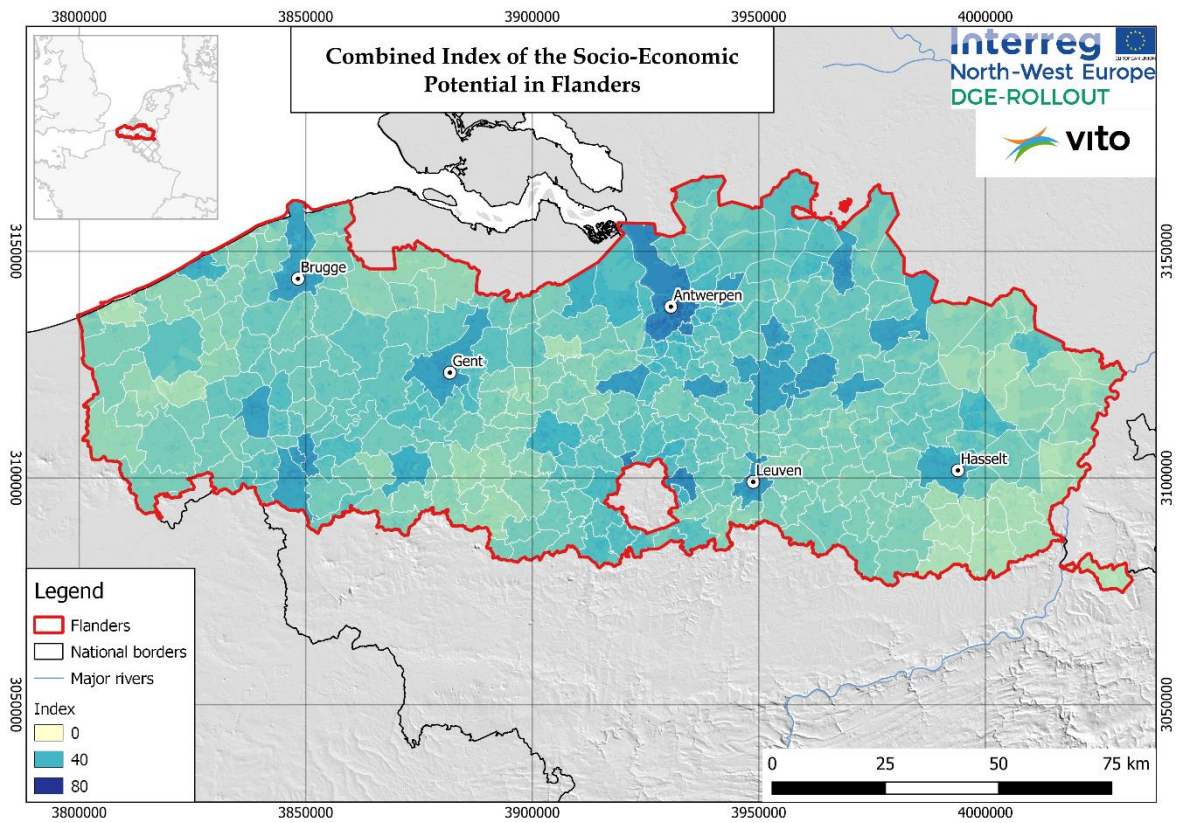 3800000 3850000 3900000 3950000 4000000
Combined Index of the Socio-Economic
Potential in Flanders
Interreg
EUROPEAN UNION
North-West Europe
DGE-ROLLOUT
vito
3150000
3150000
Brugge
Antwerpen
Gent
Leuven
Hasselt
3100000
3100000
3050000
3050000
Legend
Flanders
National borders
Major rivers
Index
0
40
80
0 25 50 75 km
3800000 3850000 3900000 3950000 4000000